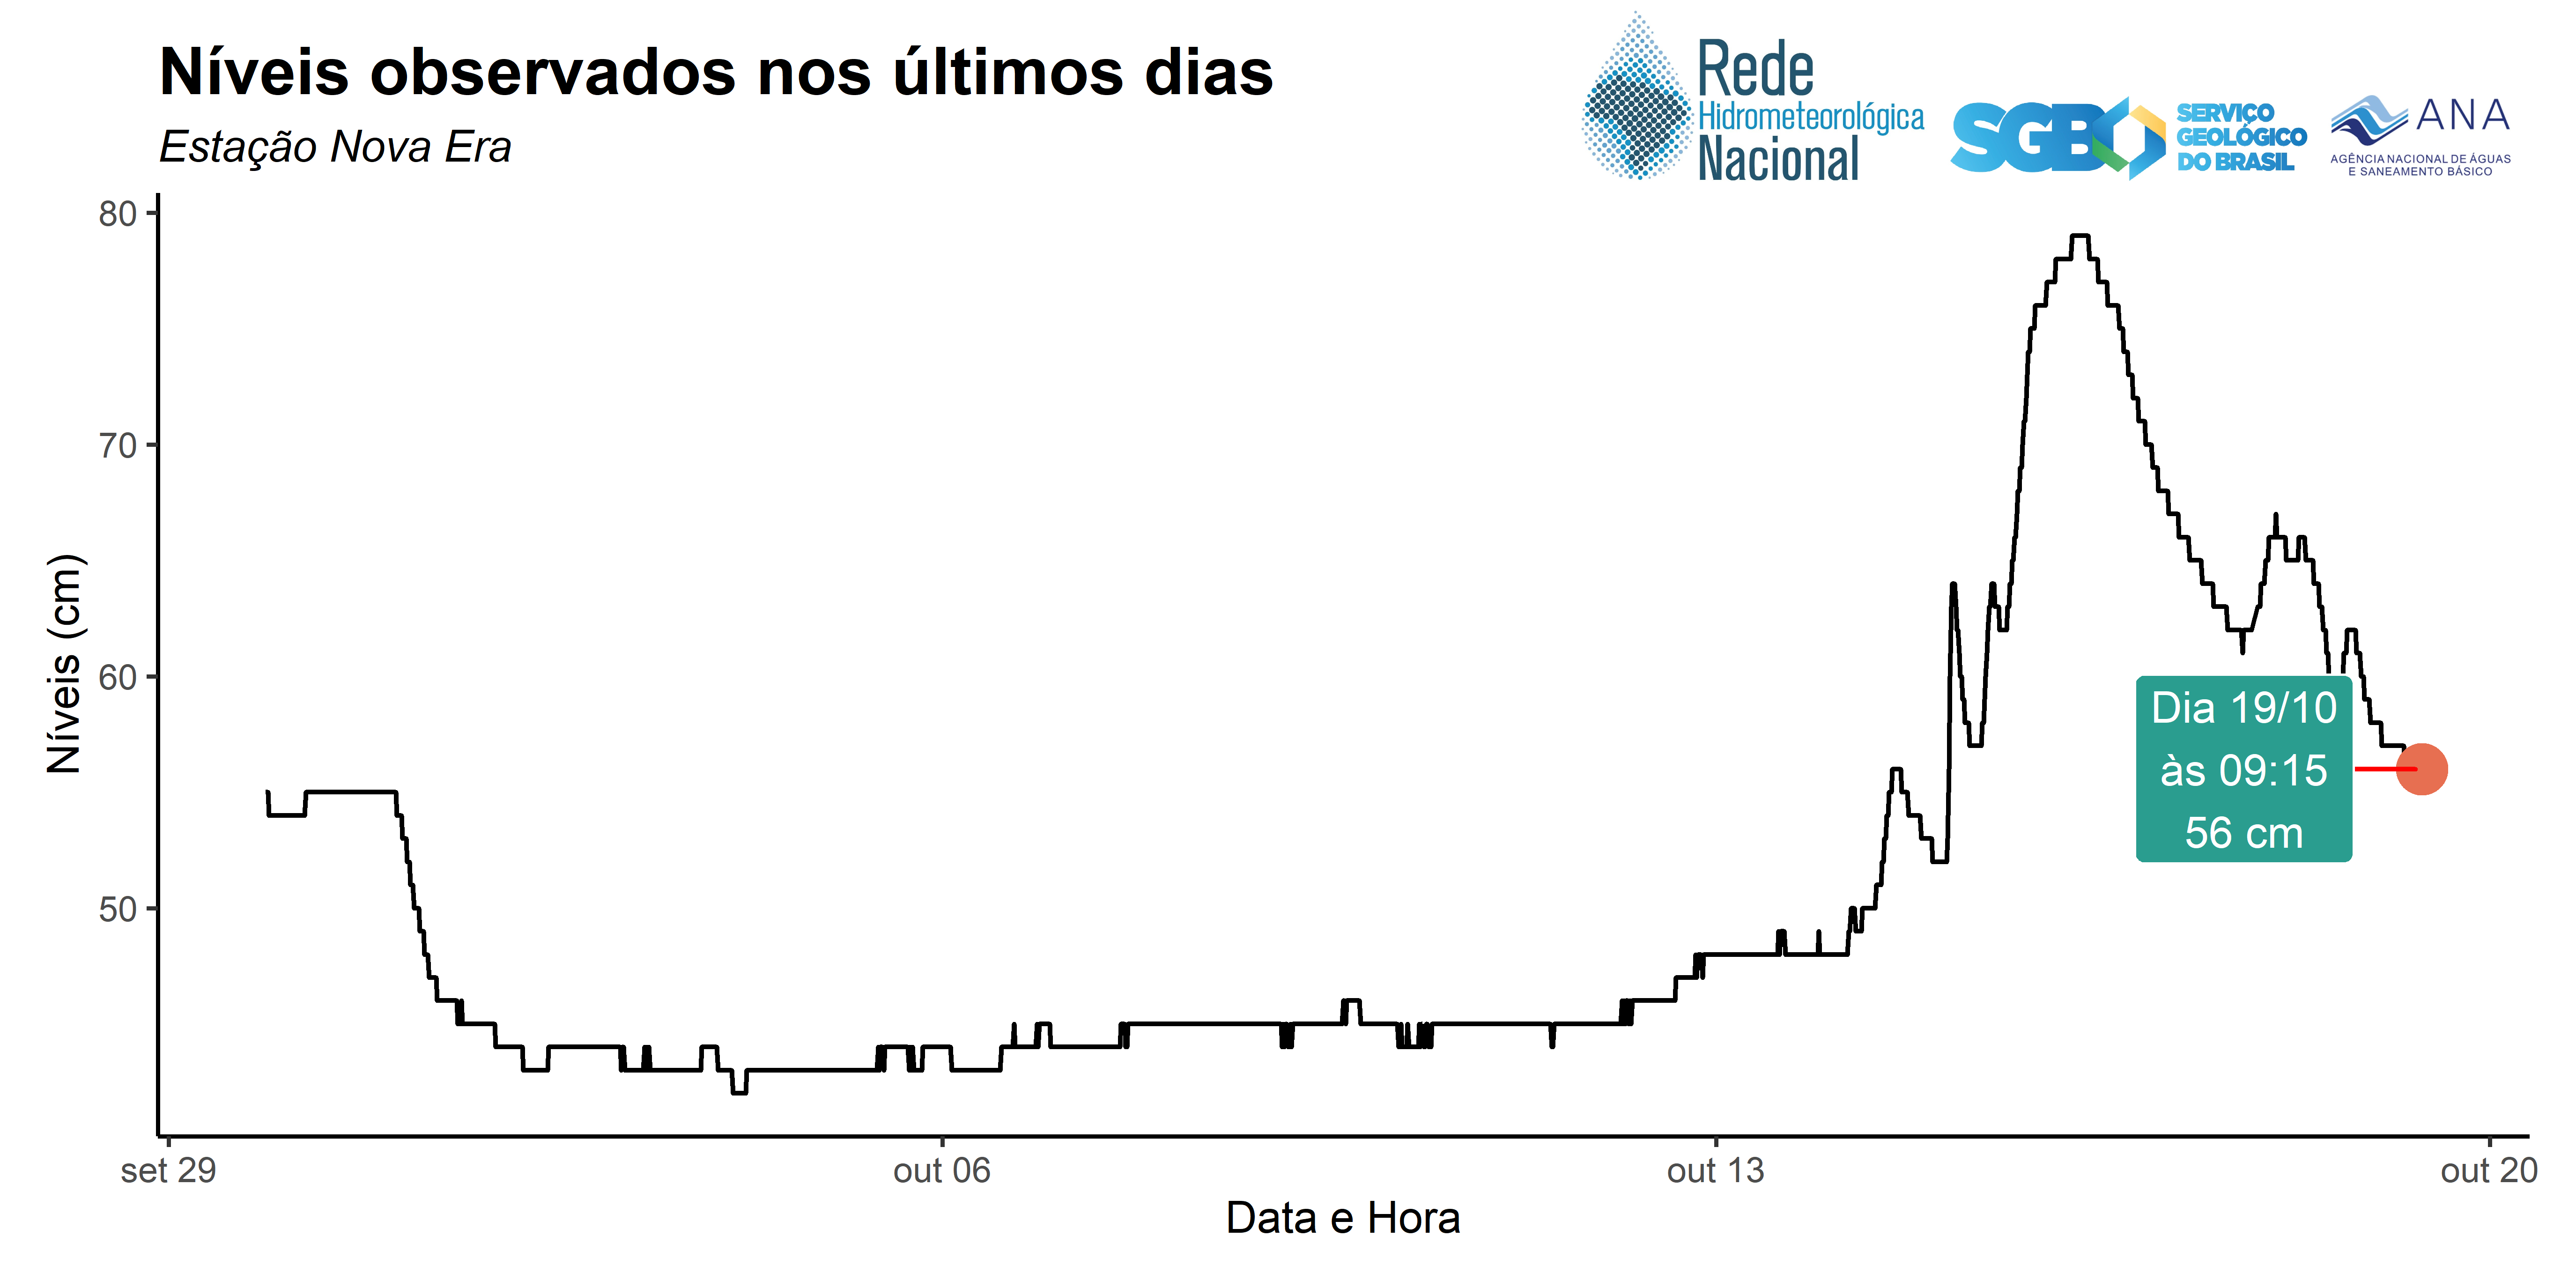 Níveis observados nos últimos dias
Estação Nova Era
Rede
Hidrometeorológica
Nacional
SGB
SERVIÇO
GEOLÓGICO
DO BRASIL
ANA
AGÊNCIA NACIONAL DE ÁGUAS
E SANEAMENTO BÁSICO
Níveis (cm)
80
70
60
50
Dia 19/10
às 09:15
56 cm
set 29
out 06
out 13
out 20
Data e Hora